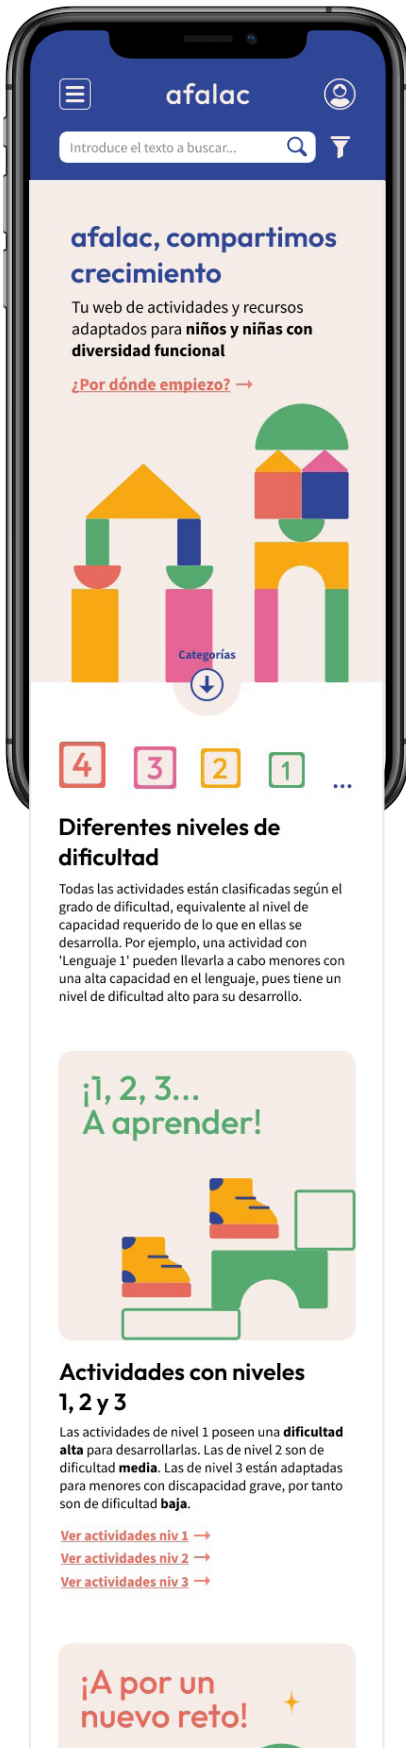 afalac
Introduce el texto a buscar...
afalac, compartimos
crecimiento
Tu web de actividades y recursos
adaptados para niños y niñas con
diversidad funcional
¿Por dónde empiezo? →
Categorías
4 3 2 1 ...
Diferentes niveles de
dificultad
Todas las actividades están clasificadas según el
grado de dificultad, equivalente al nivel de
capacidad requerido de lo que en ellas se
desarrolla. Por ejemplo, una actividad con
'Lenguaje 1' pueden llevarla a cabo menores con
una alta capacidad en el lenguaje, pues tiene un
nivel de dificultad alto para su desarrollo.
¡1, 2, 3...
A aprender!
Actividades con niveles
1, 2 y 3
Las actividades de nivel 1 poseen una dificultad
alta para desarrollarlas. Las de nivel 2 son de
dificultad media. Las de nivel 3 están adaptadas
para menores con discapacidad grave, por tanto
son de dificultad baja.
Ver actividades niv 1 →
Ver actividades niv 2 →
Ver actividades niv 3 →
¡A por un
nuevo reto!